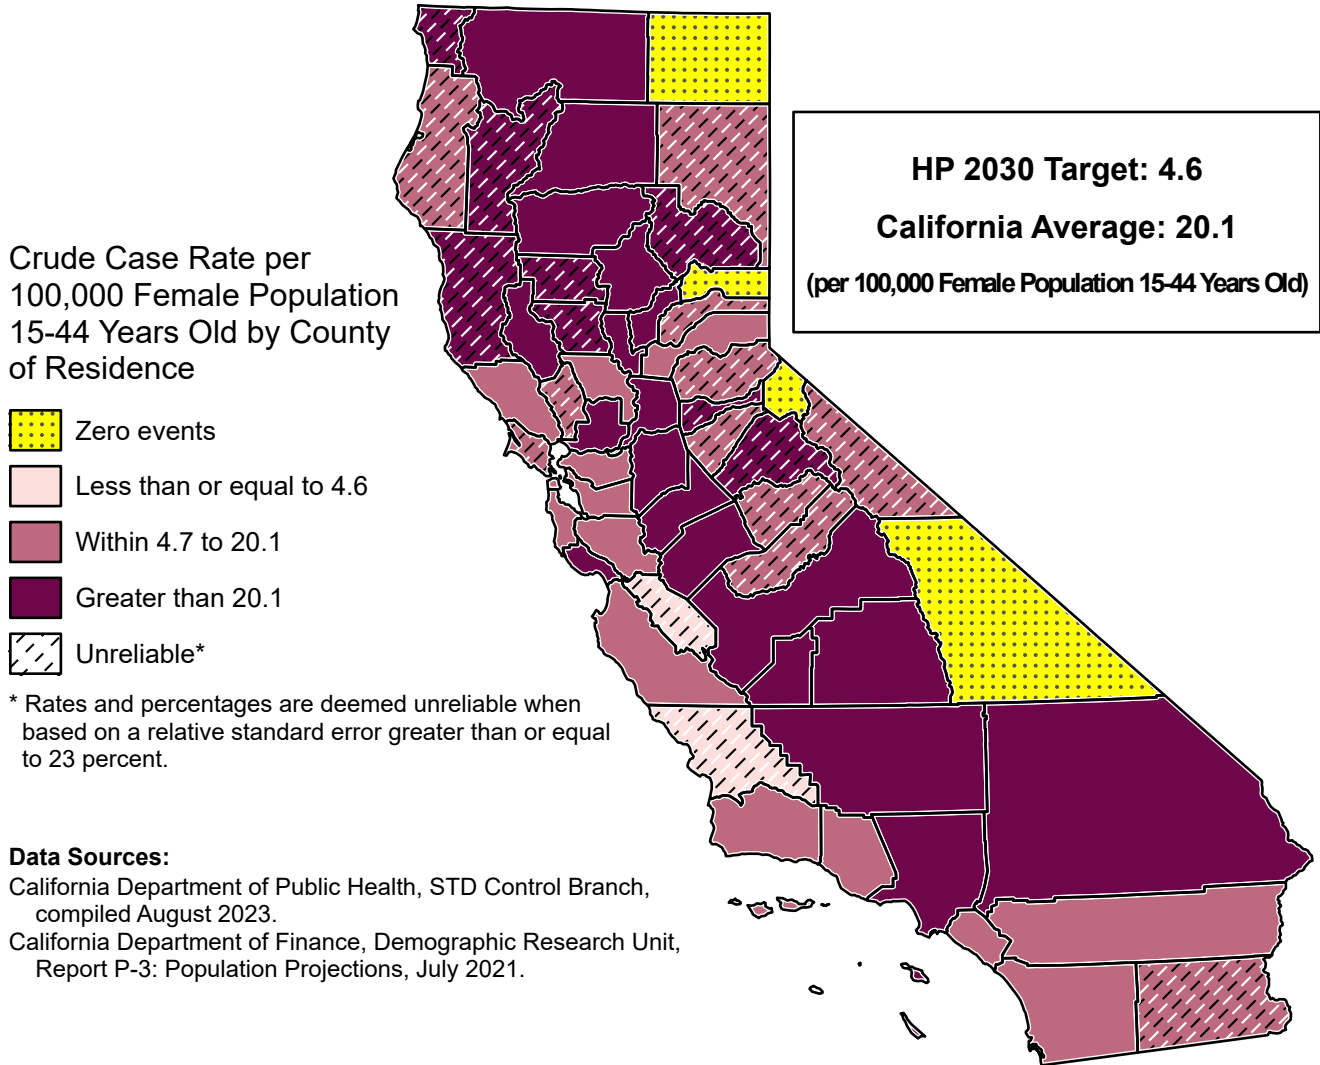 HP 2030 Target: 4.6
California Average: 20.1
(per 100,000 Female Population 15-44 Years Old)
Crude Case Rate per
100,000 Female Population
15-44 Years Old by County
of Residence
Zero events
Less than or equal to 4.6
Within 4.7 to 20.1
Greater than 20.1
Unreliable*
* Rates and percentages are deemed unreliable when
based on a relative standard error greater than or equal
to 23 percent.
Data Sources:
California Department of Public Health, STD Control Branch,
compiled August 2023.
California Department of Finance, Demographic Research Unit,
Report P-3: Population Projections, July 2021.